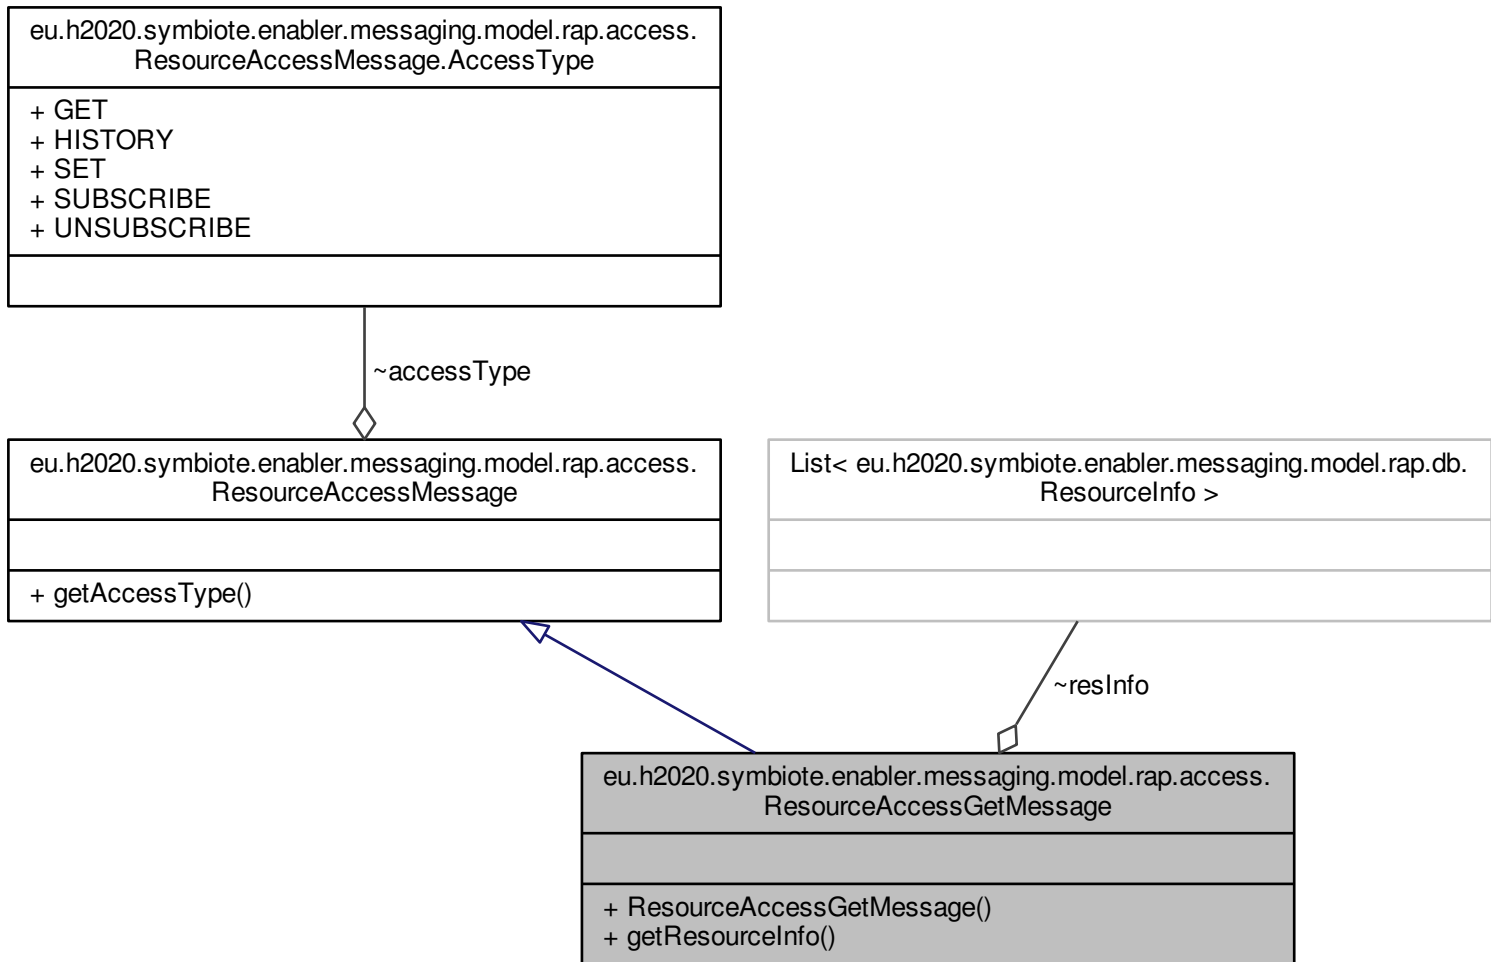 eu.h2020.symbiote.enabler.messaging.model.rap.access.
ResourceAccessMessage.AccessType
+ GET
+ HISTORY
+ SET
+ SUBSCRIBE
+ UNSUBSCRIBE
~accessType
eu.h2020.symbiote.enabler.messaging.model.rap.access.
ResourceAccessMessage
+ getAccessType()
List< eu.h2020.symbiote.enabler.messaging.model.rap.db.
ResourceInfo >
~resInfo
eu.h2020.symbiote.enabler.messaging.model.rap.access.
ResourceAccessGetMessage
+ ResourceAccessGetMessage()
+ getResourceInfo()